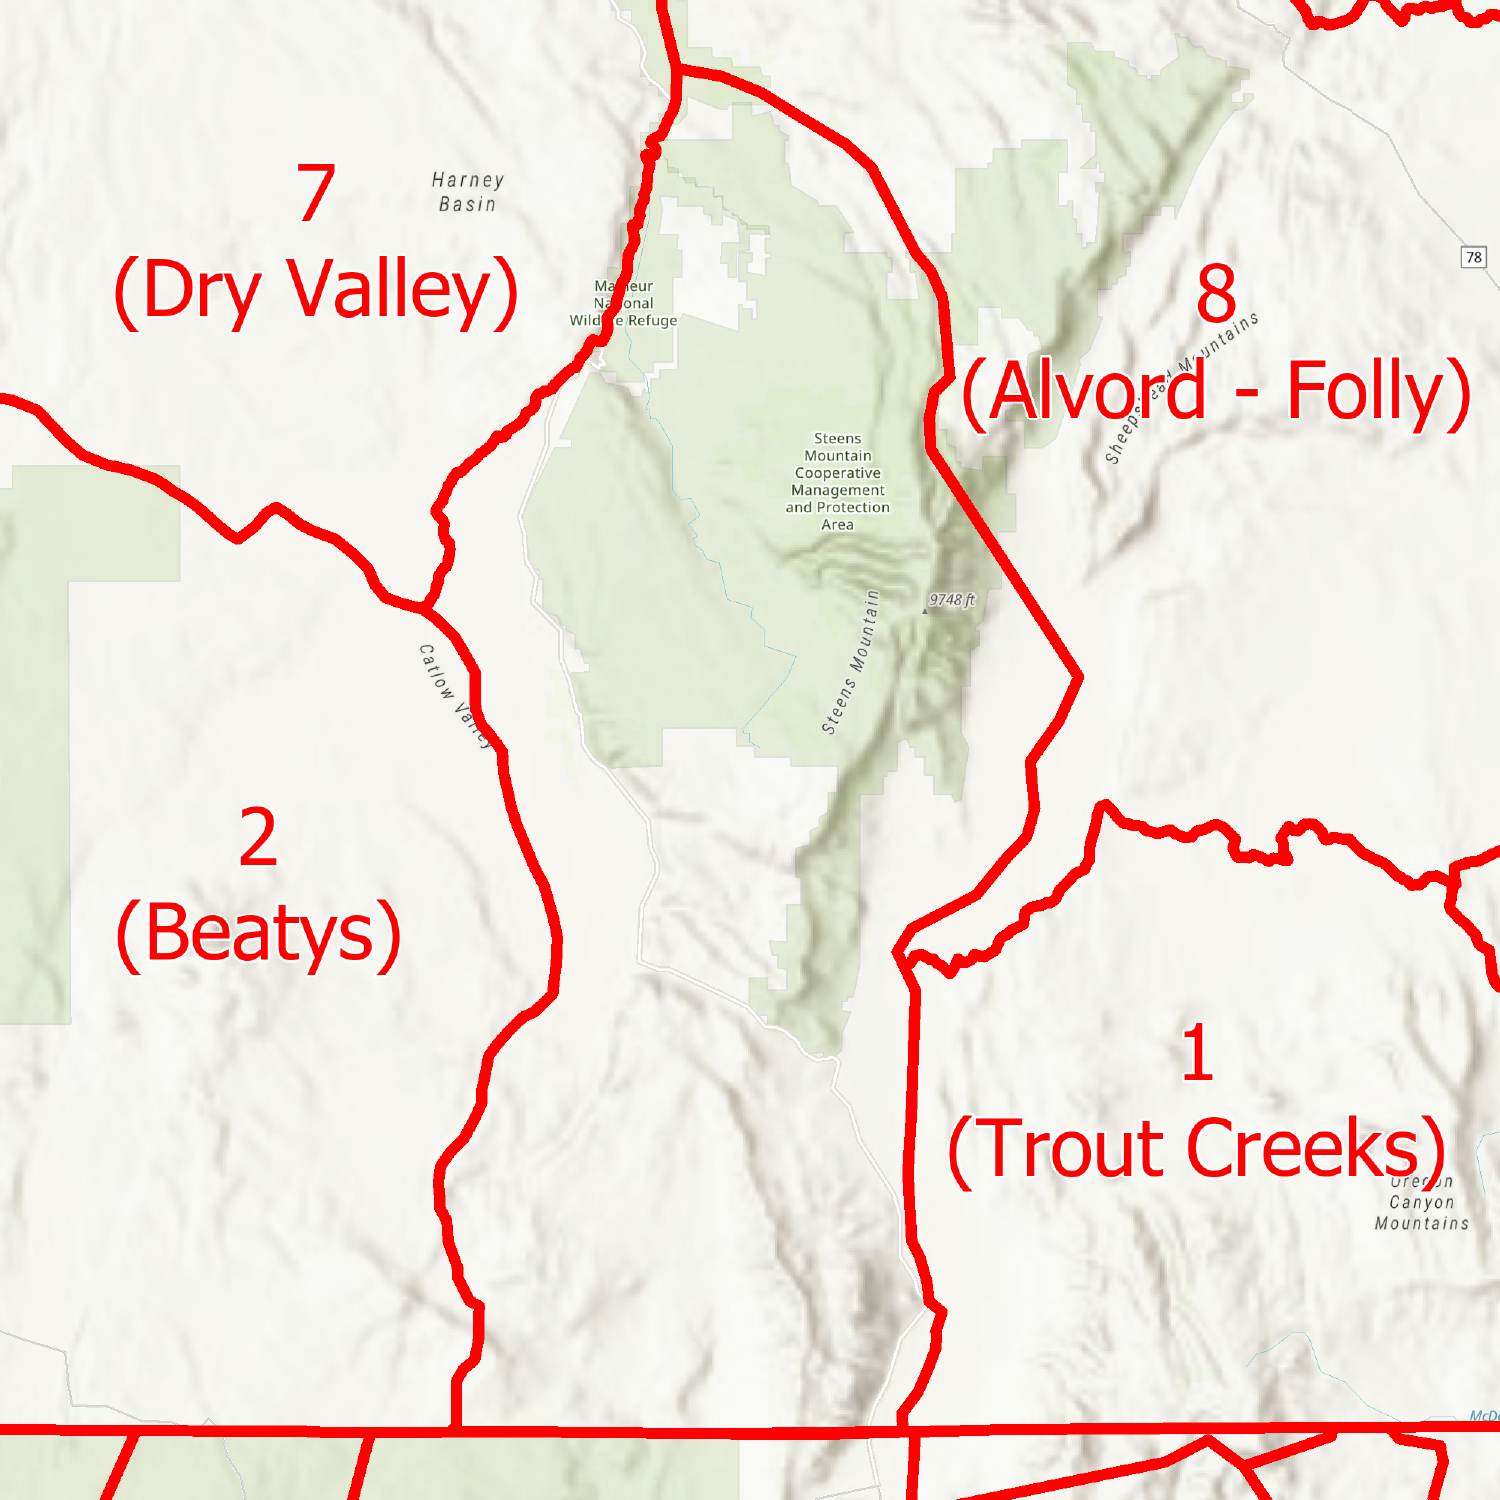 7
(Dry Valley)
Harney
Basin
78
8
(Alvord - Folly)
Sheepshead Mountains
Malheur
National
Wildlife Refuge
Steens
Mountain
Cooperative
Management
and Protection
Area
9748 ft
Steens Mountain
Catlow Valley
2
(Beatys)
1
(Trout Creeks)
Oregon
Canyon
Mountains
McD